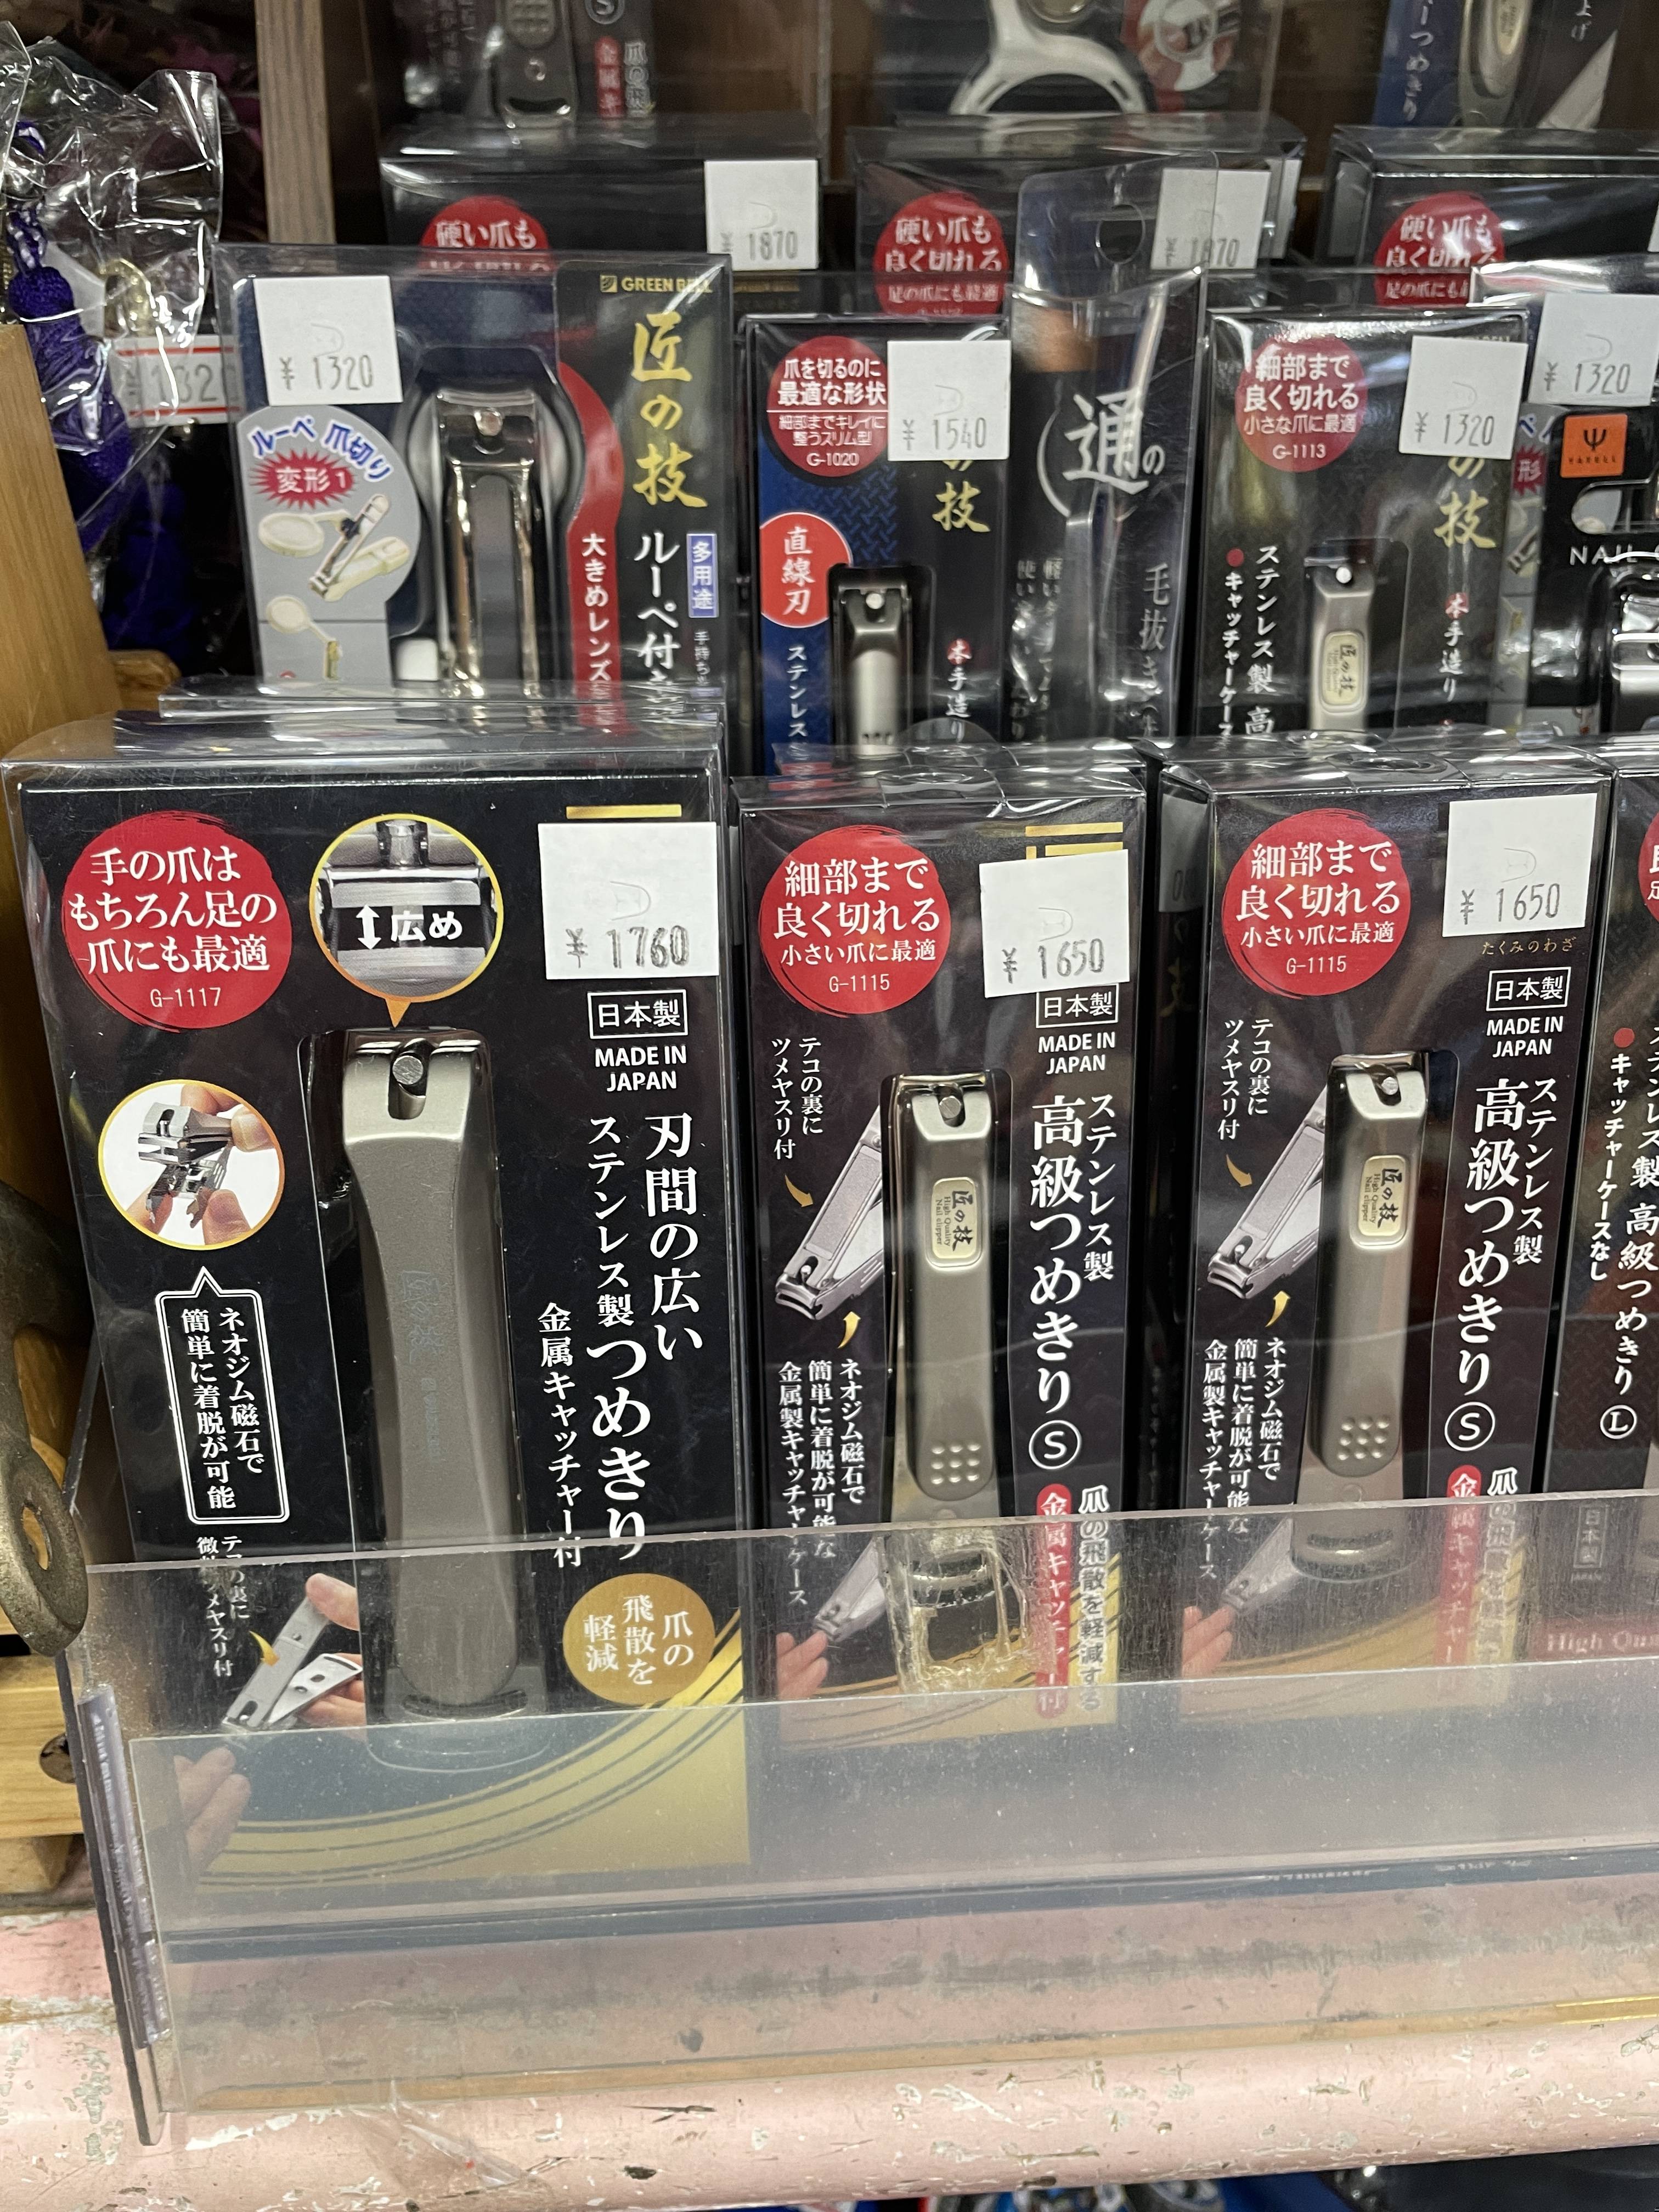 硬い爪も
¥ 1870
硬い爪も
良く切れる
足の爪にも最適
¥ 1870
硬い爪も
良く切れる
¥ 1320
GREEN BELL
匠の技
ルーペ 爪切り
変形1
大きめレンズ
多用途
爪を切るのに
最適な形状
細部までキレイに
整うスリム型
G-1020
¥ 1540
技
直線刃
ステンレス
本手造り
通の
毛抜き
細部まで
良く切れる
小さな爪に最適
G-1113
¥ 1320
の技
ステンレス製 高
キャッチャーケース
匠の技
本手造り
¥ 1320
手の爪は
もちろん足の
爪にも最適
G-1117
広め
¥ 1760
日本製
MADE IN
JAPAN
刃間の広い
ステンレス製つめきり
金属キャッチャー付
ネオジム磁石で
簡単に着脱が可能
爪の
飛散を
軽減
細部まで
良く切れる
小さい爪に最適
G-1115
¥ 1650
日本製
MADE IN
JAPAN
テコの裏に
ツメヤスリ付
ステンレス製
高級つめきりS
匠の技
High Quality
Nail clipper
ネオジム磁石で
簡単に着脱が可能な
金属製キャッチャーケース
爪の飛散を軽減する
金属キャッチャー付
細部まで
良く切れる
小さい爪に最適
G-1115
¥ 1650
たくみのわざ
日本製
MADE IN
JAPAN
テコの裏に
ツメヤスリ付
ステンレス製
高級つめきりS
匠の技
High Quality
Nail clipper
ネオジム磁石で
簡単に着脱が可能な
金属製キャッチャーケース
高級つめきりL
キャッチャーケースなし